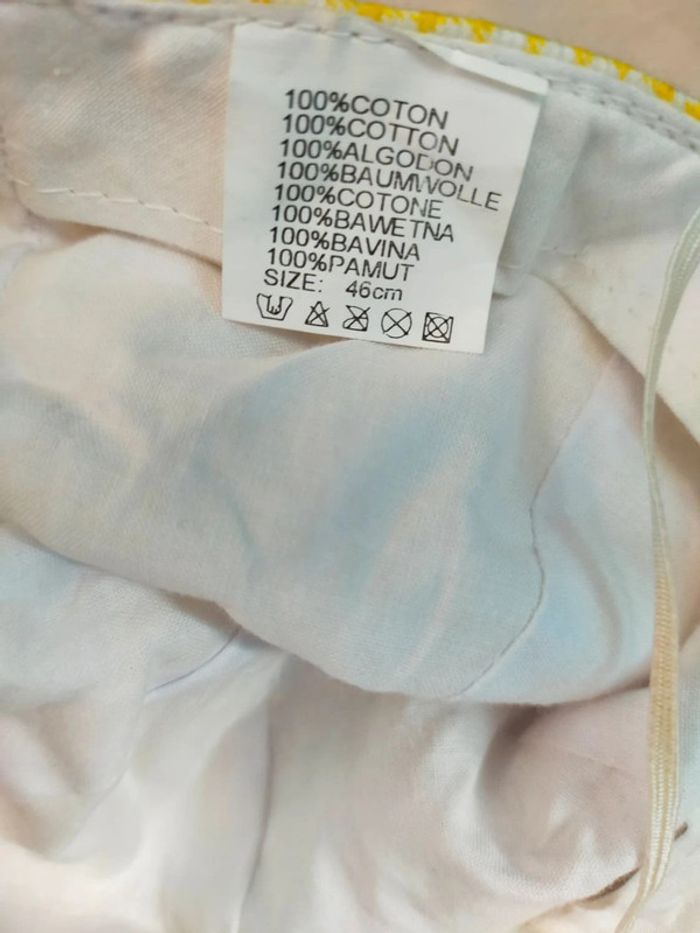 100%COTON
100%COTTON
100%ALGODON
100%BAUMWOLLE
100%COTONE
100%BAWETNA
100%BAVINA
100%PAMUT
SIZE: 46cm